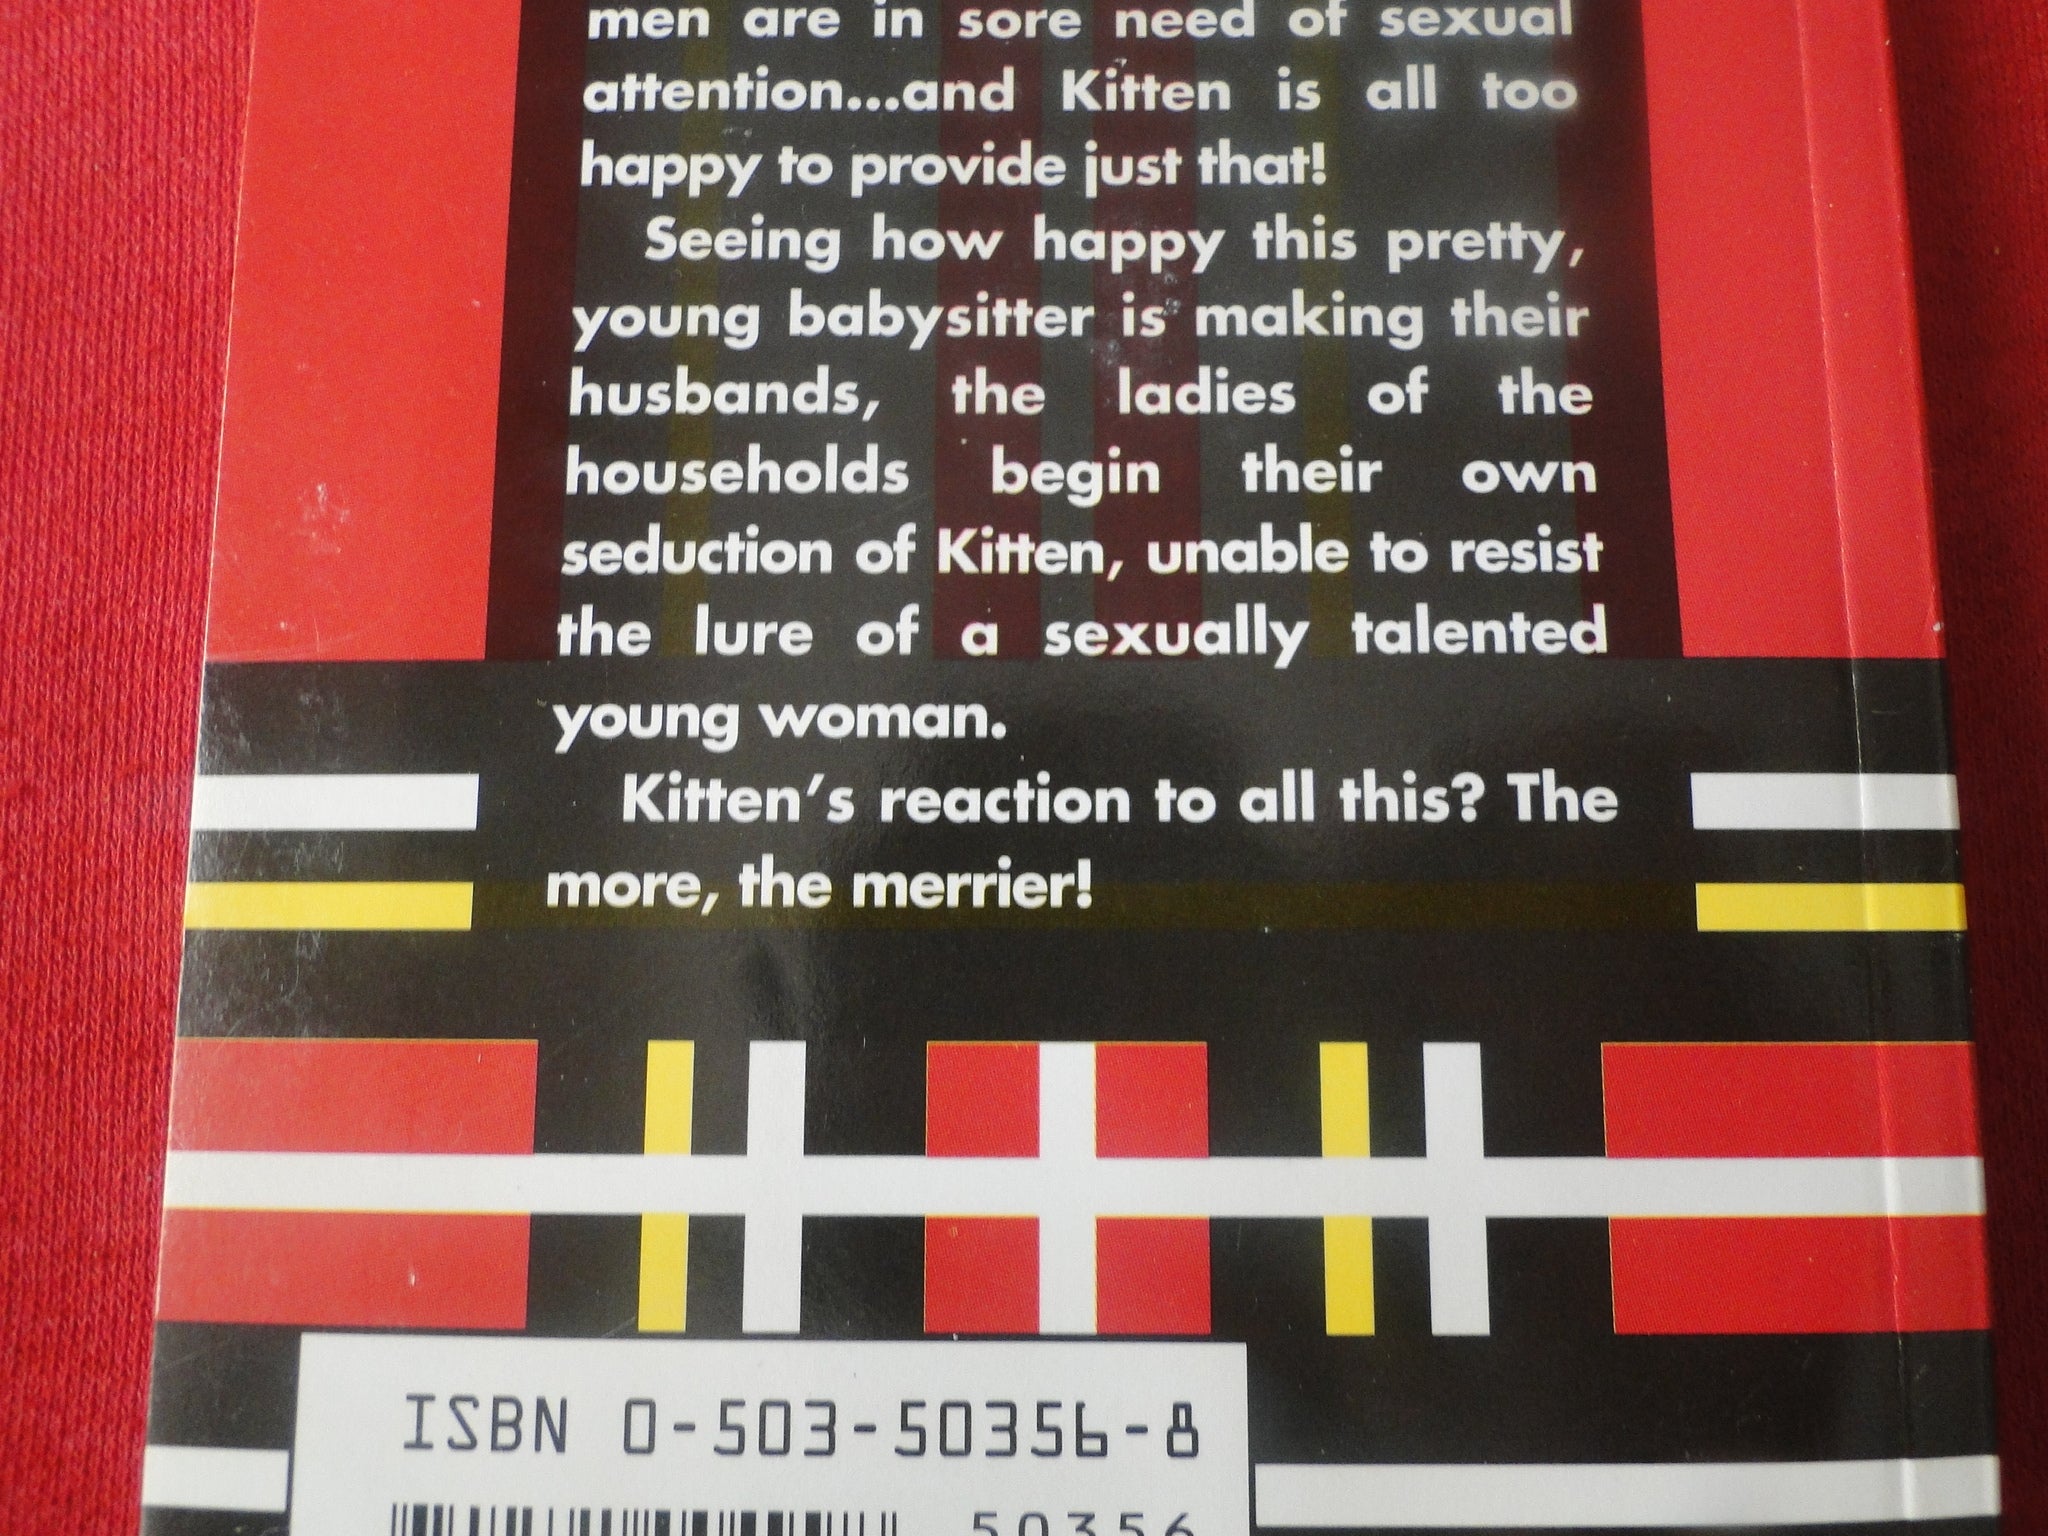 men are in sore need of sexual
attention...and Kitten is all too
happy to provide just that!
Seeing how happy this pretty,
young babysitter is making their
husbands, the ladies of the
households begin their own
seduction of Kitten, unable to resist
the lure of a sexually talented
young woman.
Kitten's reaction to all this? The
more, the merrier!
ISBN 0-503-50356-8
50356